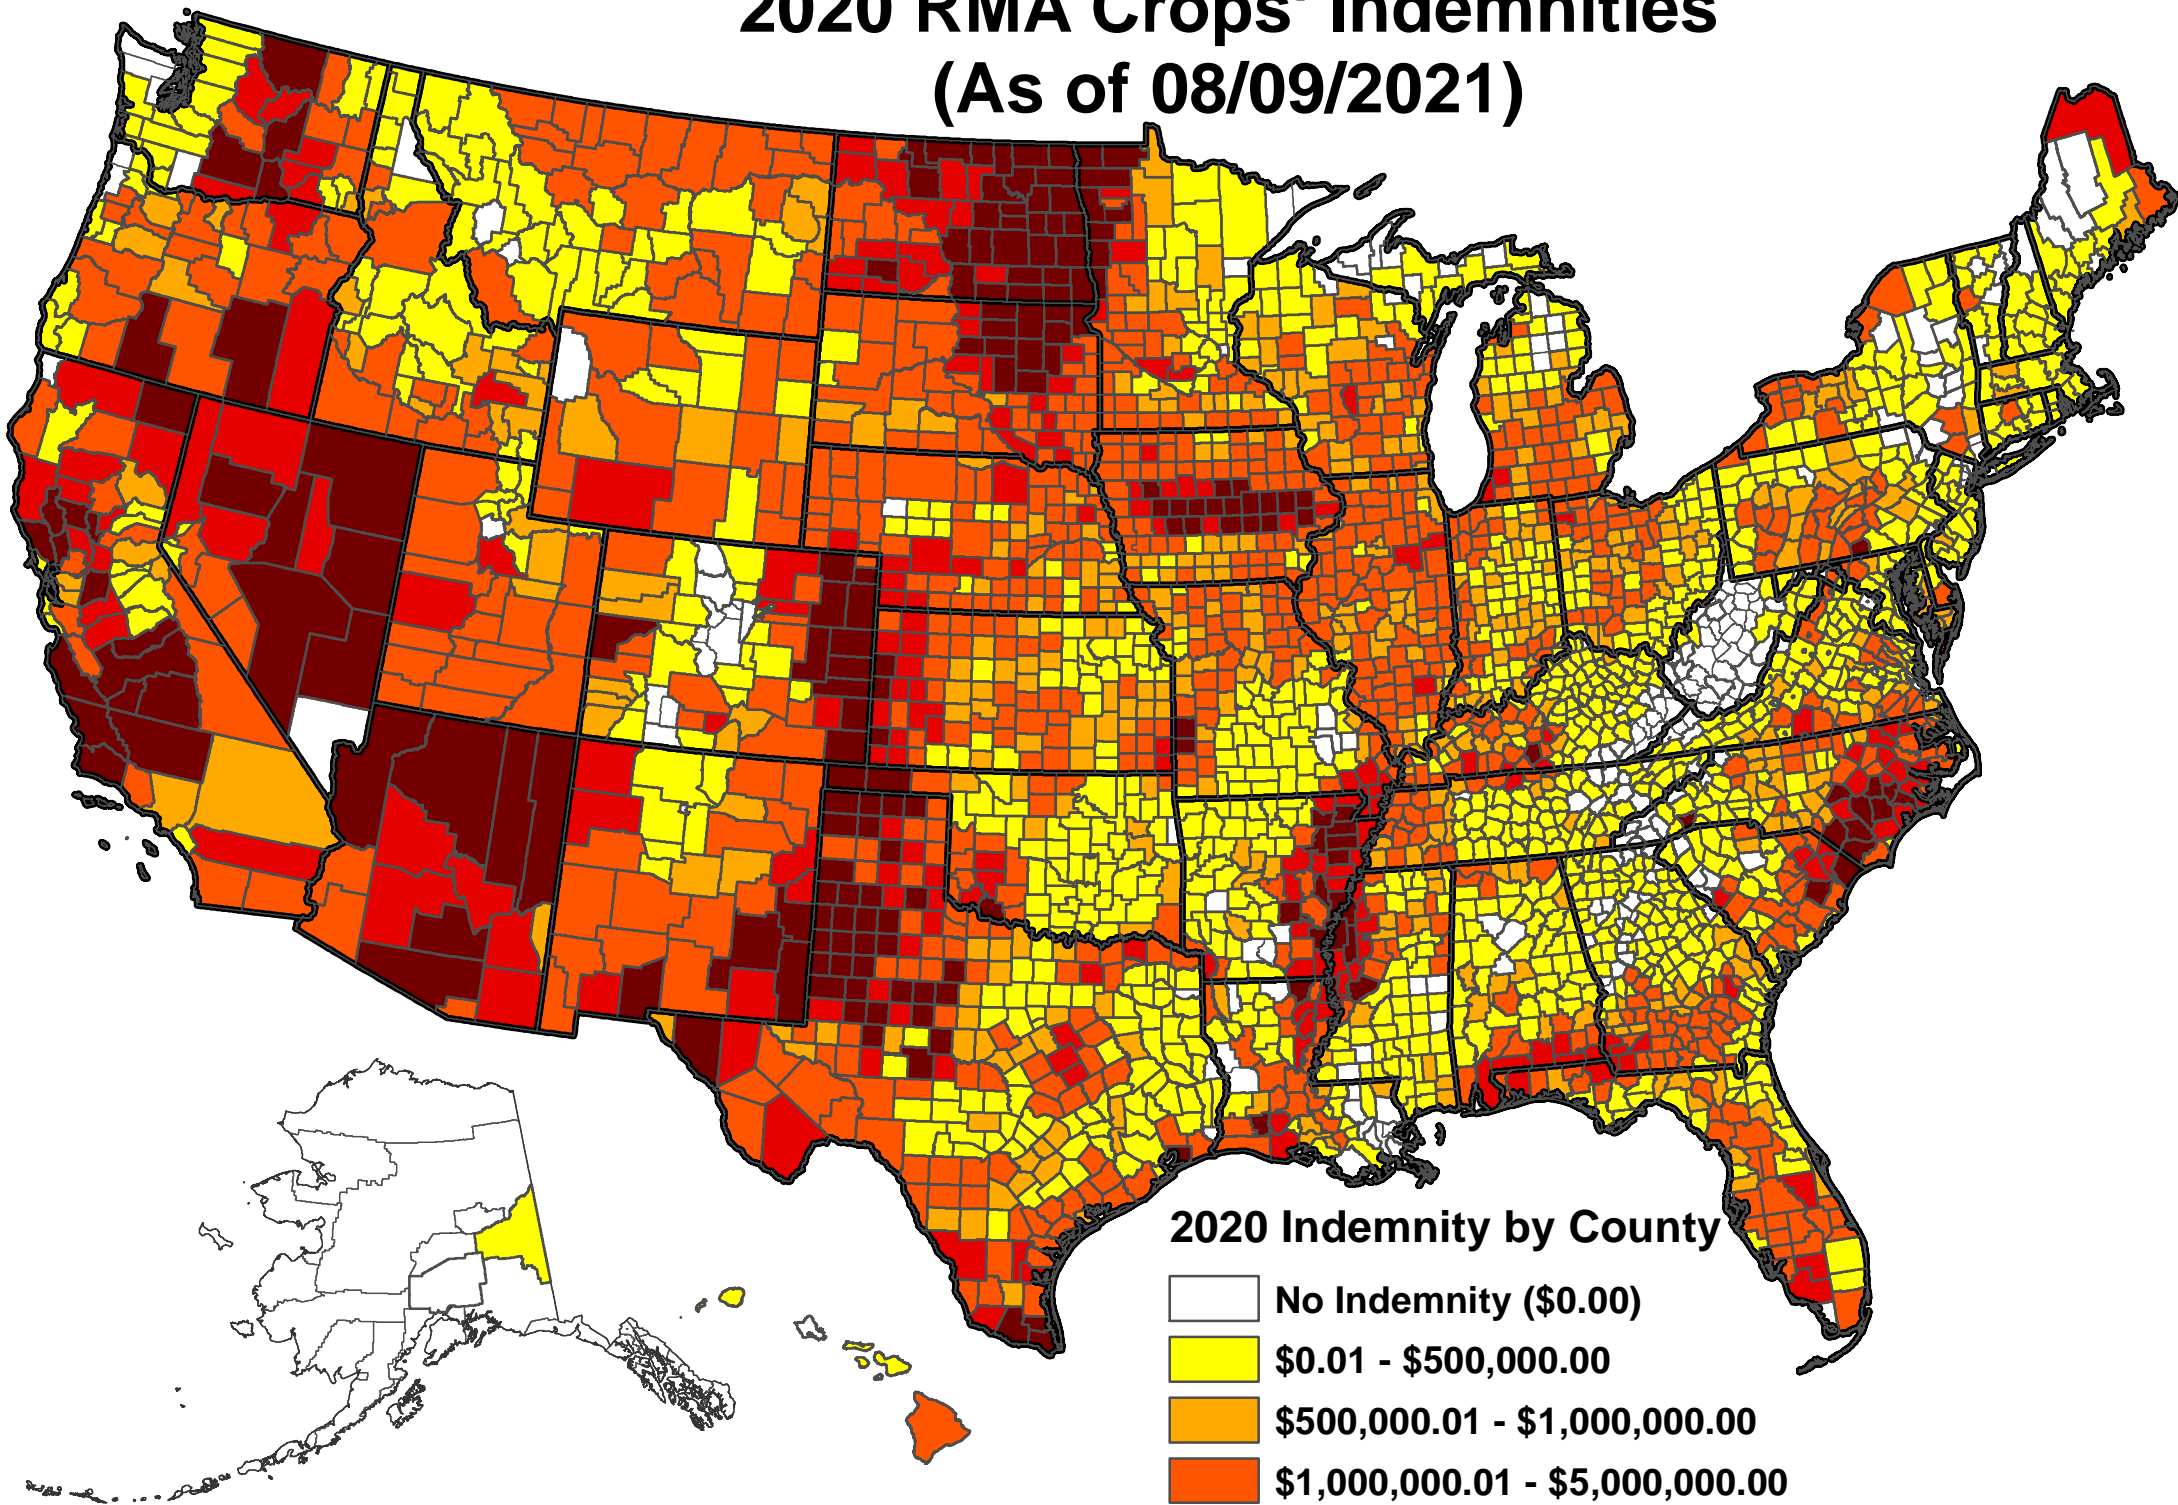 2020 RMA Crops' Indemnities
(As of 08/09/2021)
2020 Indemnity by County
No Indemnity ($0.00)
$0.01 - $500,000.00
$500,000.01 - $1,000,000.00
$1,000,000.01 - $5,000,000.00